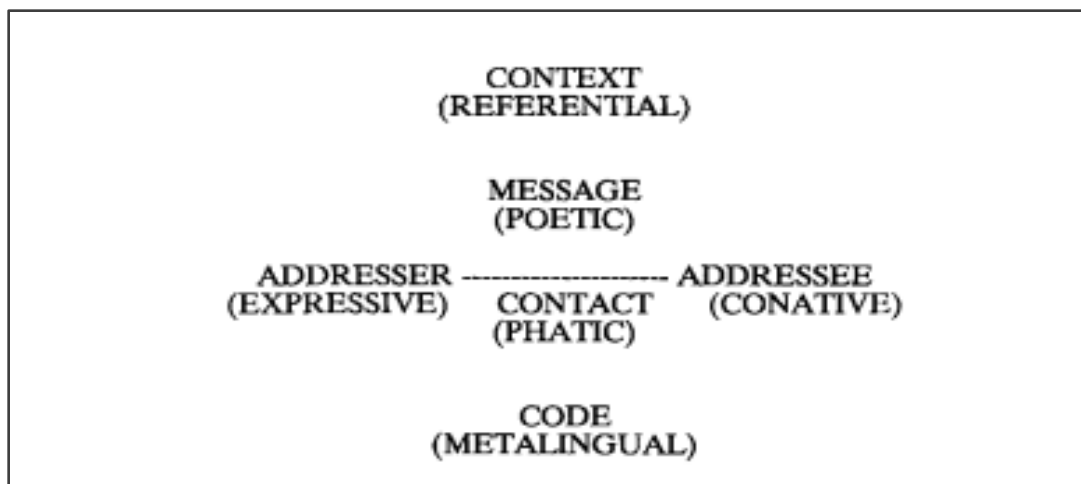 CONTEXT
(REFERENTIAL)
MESSAGE
(POETIC)
ADDRESSER ---------------------- ADDRESSEE
(EXPRESSIVE) CONTACT (CONATIVE)
(PHATIC)
CODE
(METALINGUAL)